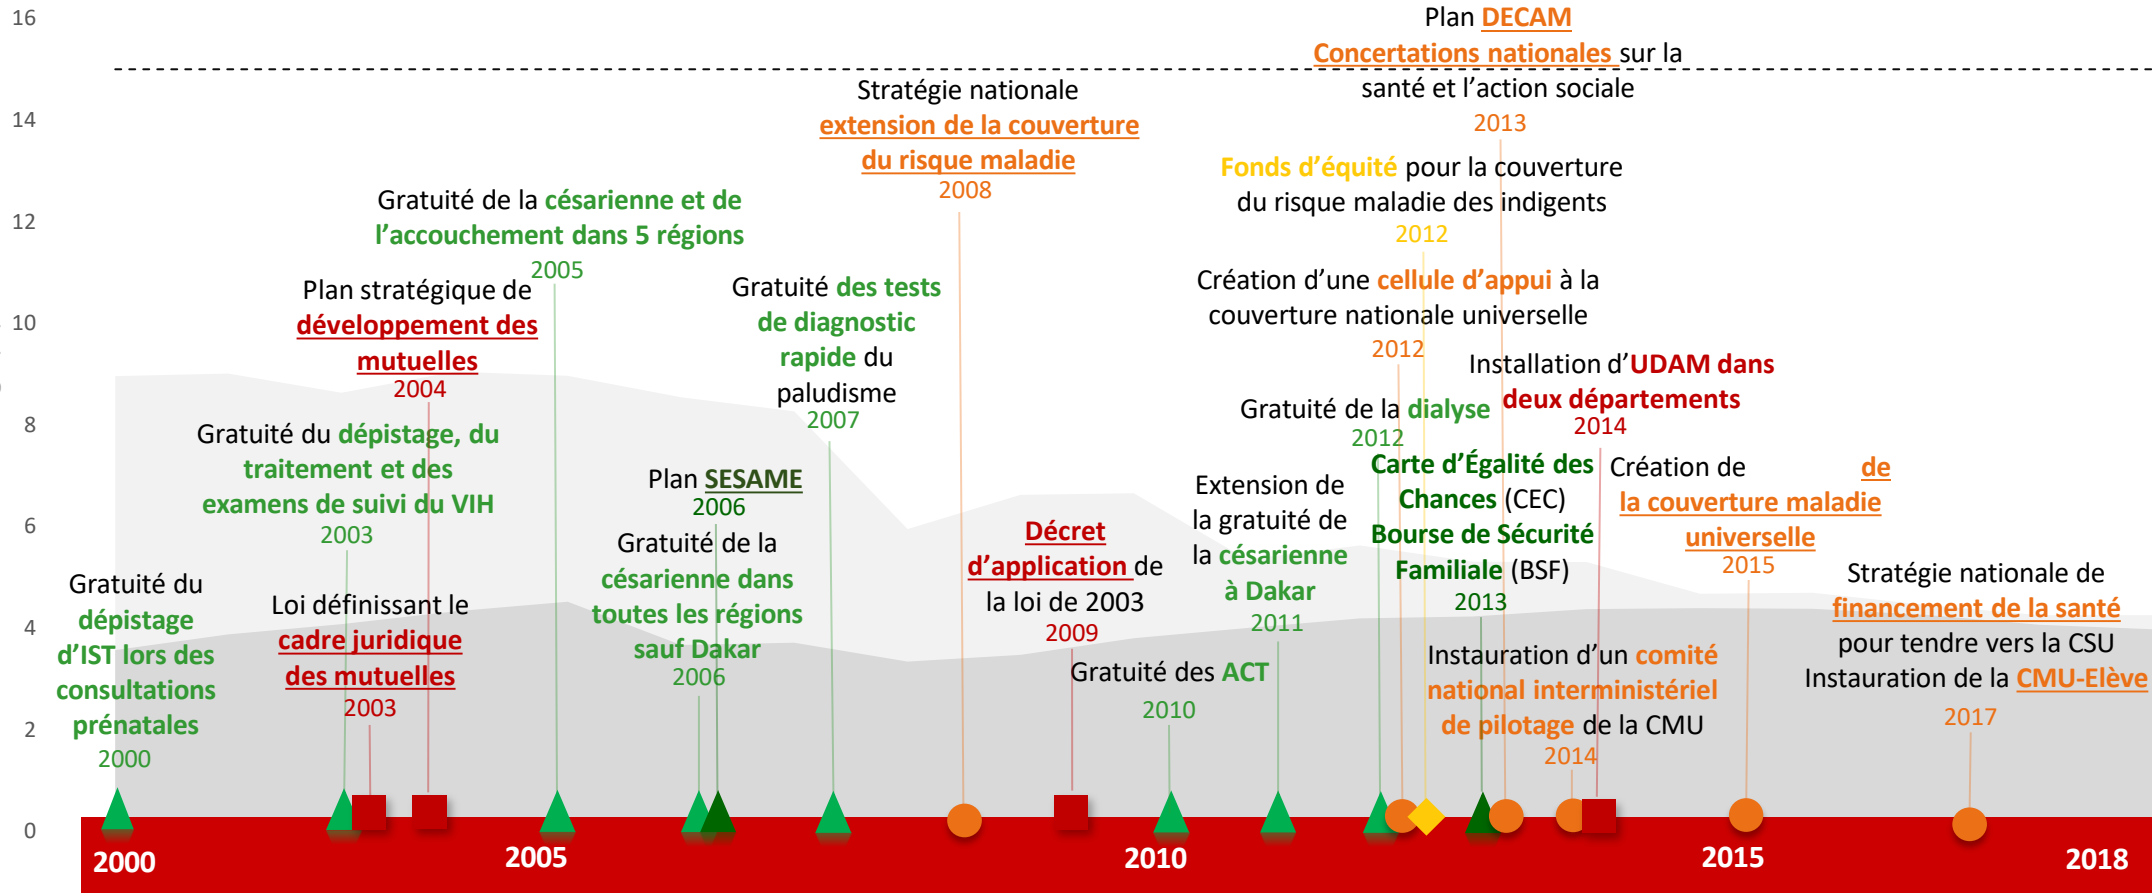 16
14
12
10
8
6
4
2
0
Gratuité du
dépistage
d’IST lors des
consultations
prénatales
2000
Gratuité du dépistage, du
traitement et des
examens de suivi du VIH
2003
Loi définissant le
cadre juridique
des mutuelles
2003
Plan stratégique de
développement des
mutuelles
2004
Gratuité de la césarienne et de
l’accouchement dans 5 régions
2005
Plan SESAME
2006
Gratuité de la
césarienne dans
toutes les régions
sauf Dakar
2006
Gratuité des tests
de diagnostic
rapide du
paludisme
2007
Stratégie nationale
extension de la couverture
du risque maladie
2008
Décret
d’application de
la loi de 2003
2009
Gratuité des ACT
2010
Extension de
la gratuité de
la césarienne
à Dakar
2011
Plan DECAM
Concertations nationales sur la
santé et l’action sociale
2013
Fonds d’équité pour la couverture
du risque maladie des indigents
2012
Création d’une cellule d’appui à la
couverture nationale universelle
2012
Gratuité de la dialyse
2012
Installation d’UDAM dans
deux départements
2014
Carte d’Égalité des
Chances (CEC)
Bourse de Sécurité
Familiale (BSF)
2013
Instauration d’un comité
national interministériel
de pilotage de la CMU
2014
Création de de
la couverture maladie
universelle
2015
Stratégie nationale de
financement de la santé
pour tendre vers la CSU
Instauration de la CMU-Elève
2017
2000 2005 2010 2015 2018